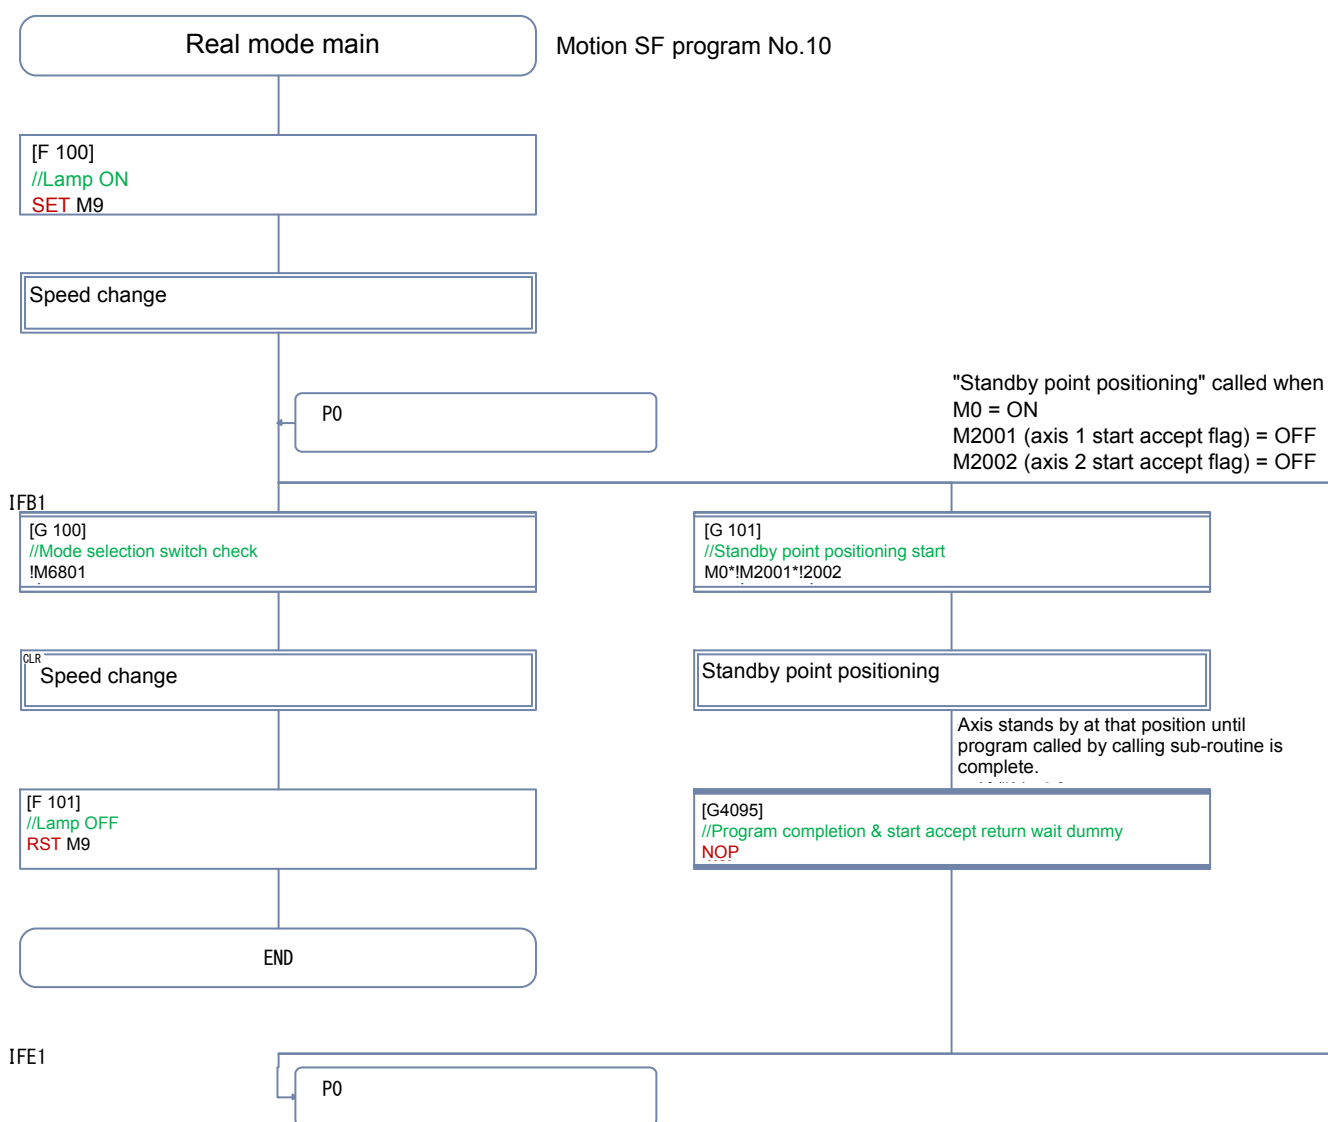 Real mode main
Motion SF program No.10
[F 100]
//Lamp ON
SET M9
Speed change
P0
"Standby point positioning" called when
M0 = ON
M2001 (axis 1 start accept flag) = OFF
M2002 (axis 2 start accept flag) = OFF
IFB1
[G 100]
//Mode selection switch check
!M6801
[G 101]
//Standby point positioning start
M0*!M2001*!2002
CLR
Speed change
Standby point positioning
Axis stands by at that position until
program called by calling sub-routine is
complete.
[F 101]
//Lamp OFF
RST M9
[G4095]
//Program completion & start accept return wait dummy
NOP
END
IFE1
P0